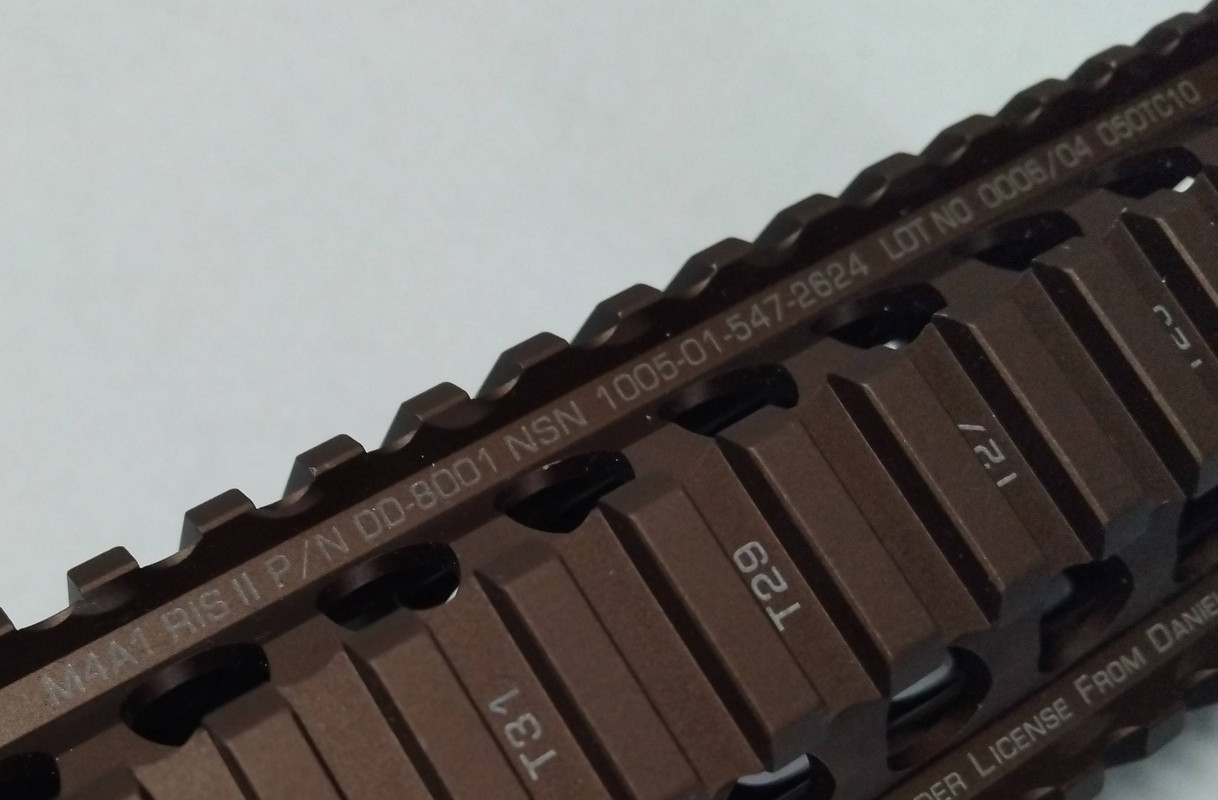 M4A1 RIS II P/N DD-8001 NSN 1005-01-547-2624 LOT NO 0006/04 050TC10
T29
T31
LICENSE FROM DANIEL